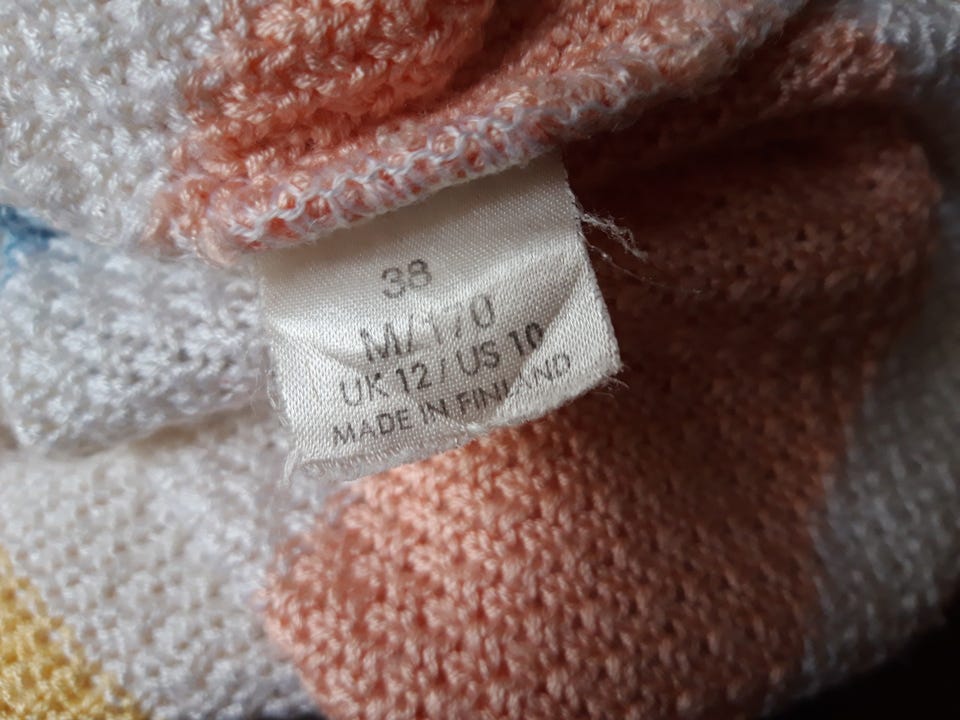 38
M/170
UK 12 / US 10
MADE IN FINLAND